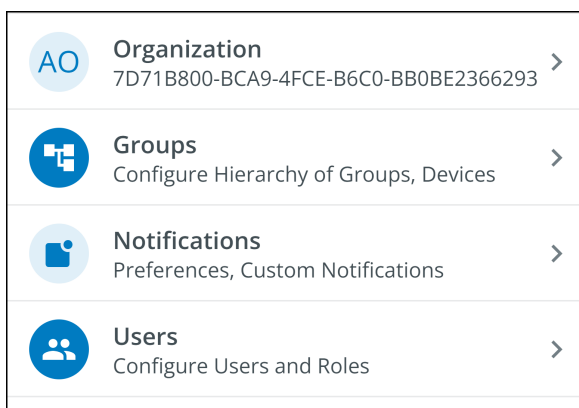 AO
Organization
7D71B800-BCA9-4FCE-B6C0-BB0BE2366293
Groups
Configure Hierarchy of Groups, Devices
Notifications
Preferences, Custom Notifications
Users
Configure Users and Roles